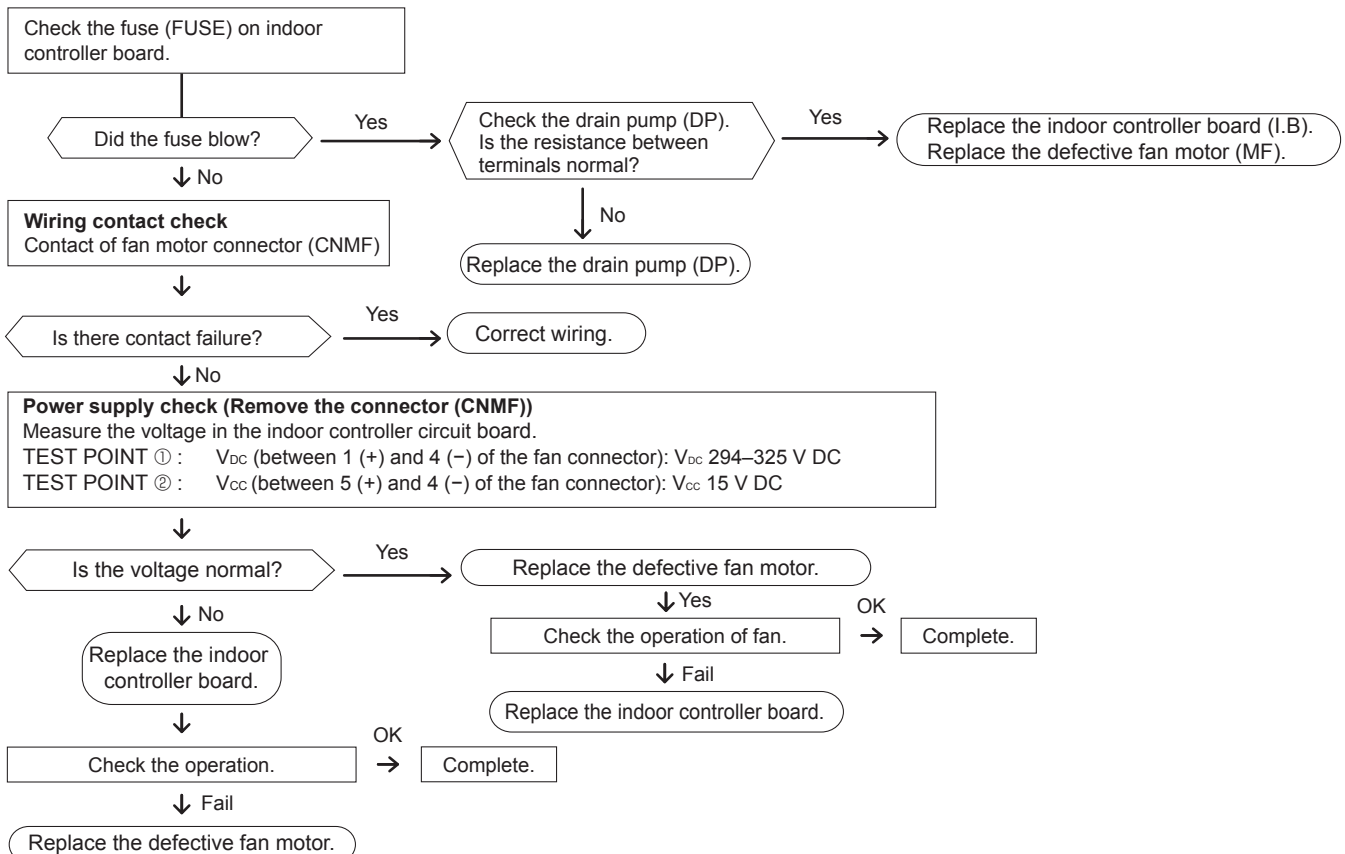 Check the fuse (FUSE) on indoor
controller board.
Did the fuse blow?
Yes
Check the drain pump (DP).
Is the resistance between
terminals normal?
Yes
Replace the indoor controller board (I.B).
Replace the defective fan motor (MF).
No
No
Replace the drain pump (DP).
Wiring contact check
Contact of fan motor connector (CNMF)
Is there contact failure?
Yes
Correct wiring.
No
Power supply check (Remove the connector (CNMF))
Measure the voltage in the indoor controller circuit board.
TEST POINT ① : VDC (between 1 (+) and 4 (−) of the fan connector): VDC 294–325 V DC
TEST POINT ② : VCC (between 5 (+) and 4 (−) of the fan connector): Vcc 15 V DC
Is the voltage normal?
Yes
Replace the defective fan motor.
Yes
Check the operation of fan.
OK
Complete.
Fail
Replace the indoor controller board.
No
Replace the indoor
controller board.
Check the operation.
OK
Complete.
Fail
Replace the defective fan motor.